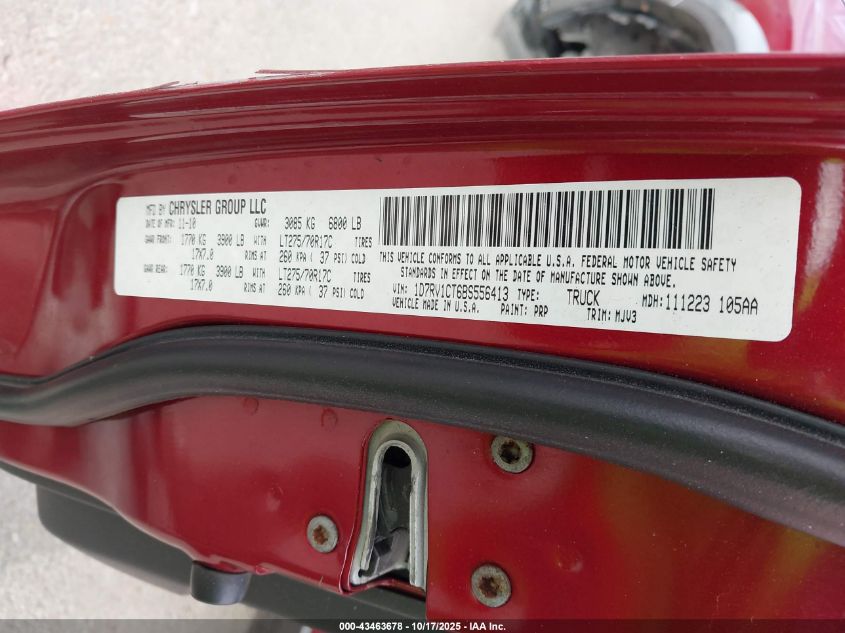 MFD BY CHRYSLER GROUP LLC
DATE OF MFR: 11-10 GVWR: 3085 KG 6800 LB
GAWR FRONT: 1770 KG 3900 LB WITH LT275/70R17C TIRES
17X7.0 RIMS AT 260 KPA ( 37 PSI) COLD
GAWR REAR: 1770 KG 3900 LB WITH LT275/70R17C TIRES
17X7.0 RIMS AT 260 KPA ( 37 PSI) COLD
THIS VEHICLE CONFORMS TO ALL APPLICABLE U.S.A. FEDERAL MOTOR VEHICLE SAFETY
STANDARDS IN EFFECT ON THE DATE OF MANUFACTURE SHOWN ABOVE.
VIN: 1D7RV1CT6BS556413 TYPE: TRUCK MDH:111223 105AA
VEHICLE MADE IN U.S.A. PAINT: PRP TRIM: MJV3
000-43463678 - 10/17/2025 - IAA Inc.